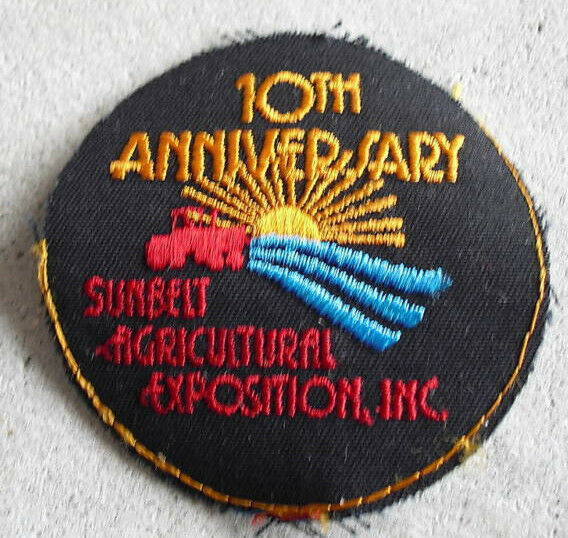 10TH
ANNIVERSARY
SUNBELT
AGRICULTURAL
EXPOSITION, INC.